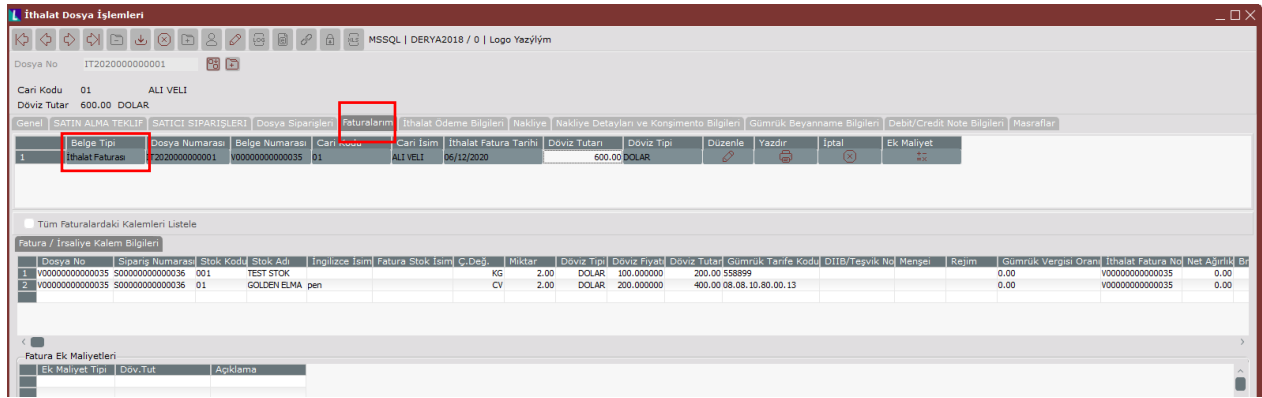 İthalat Dosya İşlemleri
MSSQL | DERYA2018 / 0 | Logo Yazýlým
Dosya No IT2020000000001
Cari Kodu 01 ALI VELI
Döviz Tutar 600.00 DOLAR
Genel SATIN ALMA TEKLIF SATICI SIPARIŞLERI Dosya Siparişleri Faturalarım İthalat Ödeme Bilgileri Nakliye Nakliye Detayları ve Konşimento Bilgileri Gümrük Beyanname Bilgileri Debit/Credit Note Bilgileri Masraflar
Belge Tipi Dosya Numarası Belge Numarası Cari Kodu Cari İsim İthalat Fatura Tarihi Döviz Tutarı Döviz Tipi Düzenle Yazdır İptal Ek Maliyet
1 İthalat Faturası IT2020000000001 V00000000000035 01 ALI VELI 06/12/2020 600.00 DOLAR
Tüm Faturalardaki Kalemleri Listele
Fatura / İrsaliye Kalem Bilgileri
Dosya No Sipariş Numarası Stok Kodu Stok Adı İngilizce İsim Fatura Stok İsim Ç.Değ. Miktar Döviz Tipi Döviz Fiyatı Döviz Tutarı Gümrük Tarife Kodu DIIB/Teşvik No Menşei Rejim Gümrük Vergisi Oranı İthalat Fatura No Net Ağırlık
1 V00000000000035 S00000000000036 001 TEST STOK KG 2.00 DOLAR 100.000000 200.00 558899 0.00 V00000000000035 0.00
2 V00000000000035 S00000000000036 01 GOLDEN ELMA pen CV 2.00 DOLAR 200.000000 400.00 08.08.10.80.00.13 0.00 V00000000000035 0.00
Fatura Ek Maliyetleri
Ek Maliyet Tipi Döv.Tut Açıklama